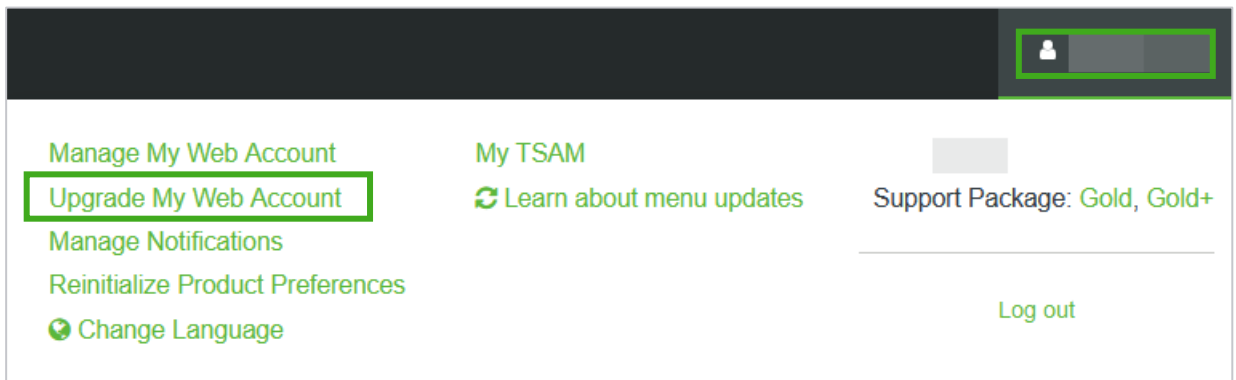 Manage My Web Account
Upgrade My Web Account
Manage Notifications
Reinitialize Product Preferences
Change Language
My TSAM
Learn about menu updates
Support Package: Gold, Gold+
Log out